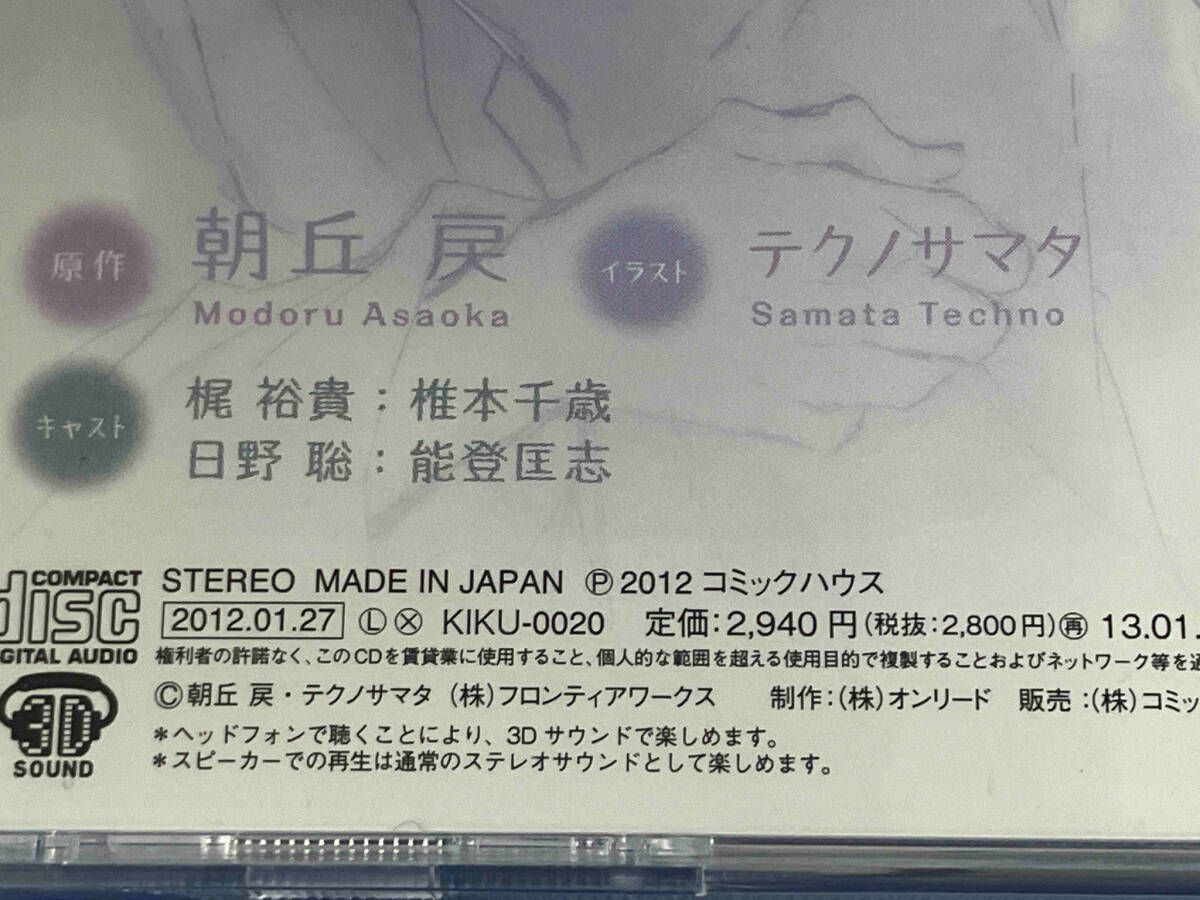 原作 朝丘 戻 イラスト テクノサマタ
Modoru Asaoka Samata Techno
キャスト 梶 裕貴:椎本千歳
日野 聡:能登匡志
COMPACT disc DIGITAL AUDIO
STEREO MADE IN JAPAN Ⓟ2012 コミックハウス
2012.01.27 Ⓛ Ⓧ KIKU-0020 定価:2,940 円(税抜:2,800円) ㊢ 13.01.
権利者の許諾なく、このCDを賃貸業に使用すること、個人的な範囲を超える使用目的で複製することおよびネットワーク等を通
Ⓒ朝丘 戻・テクノサマタ (株)フロンティアワークス 制作:(株)オンリード 販売:(株)コミッ
3D SOUND
*ヘッドフォンで聴くことにより、3D サウンドで楽しめます。
*スピーカーでの再生は通常のステレオサウンドとして楽しめます。